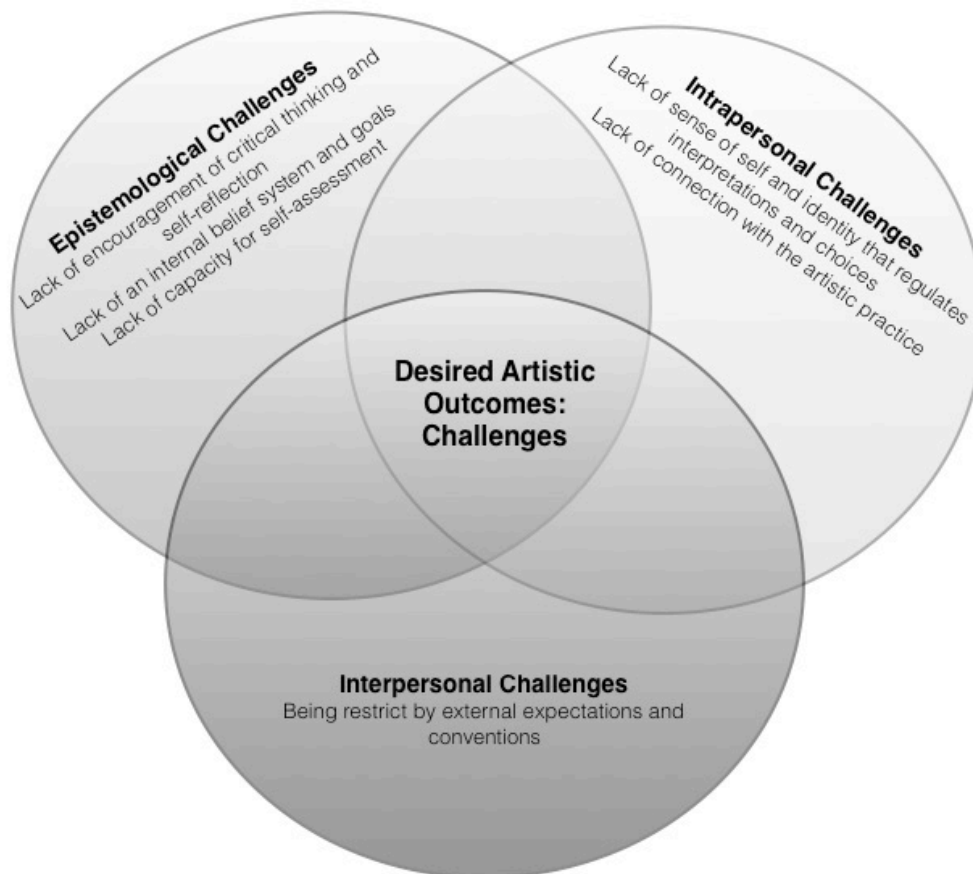 Epistemological Challenges
Lack of encouragement of critical thinking and
self-reflection
Lack of an internal belief system and goals
Lack of capacity for self-assessment
Intrapersonal Challenges
Lack of sense of self and identity that regulates
interpretations and choices
Lack of connection with the artistic practice
Desired Artistic
Outcomes:
Challenges
Interpersonal Challenges
Being restrict by external expectations and
conventions